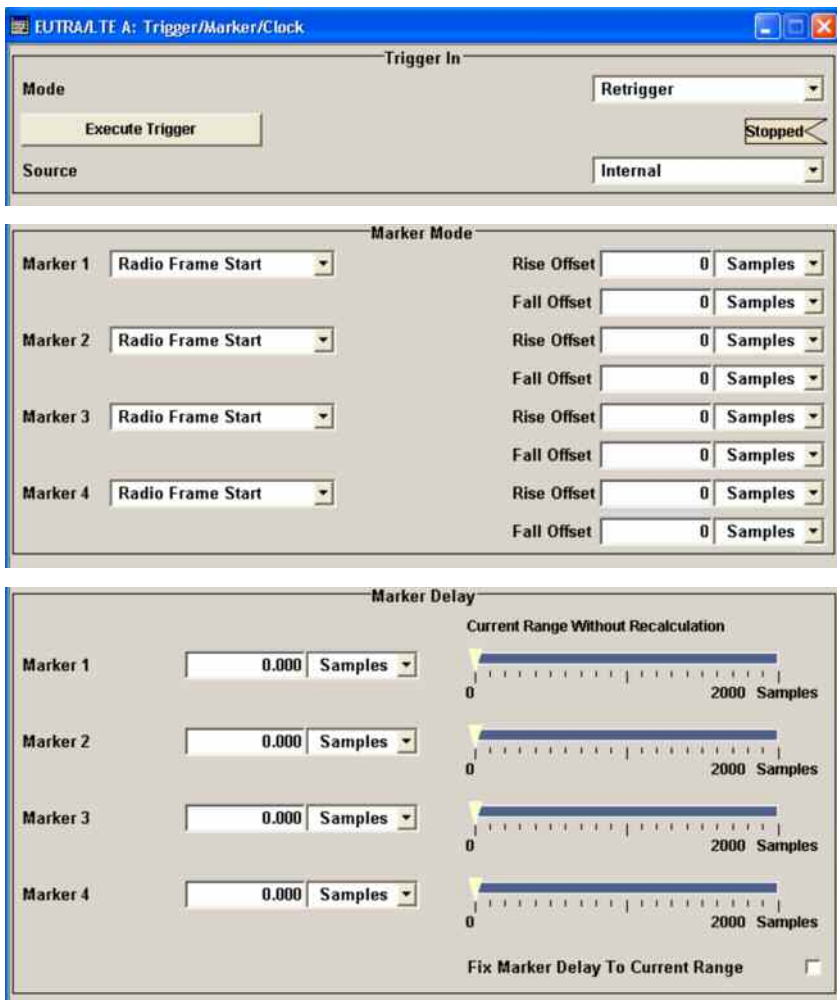 EUTRA/LTE A: Trigger/Marker/Clock
Trigger In
Mode Retrigger
Execute Trigger Stopped
Source Internal
Marker Mode
Marker 1 Radio Frame Start Rise Offset 0 Samples
Fall Offset 0 Samples
Marker 2 Radio Frame Start Rise Offset 0 Samples
Fall Offset 0 Samples
Marker 3 Radio Frame Start Rise Offset 0 Samples
Fall Offset 0 Samples
Marker 4 Radio Frame Start Rise Offset 0 Samples
Fall Offset 0 Samples
Marker Delay
Current Range Without Recalculation
Marker 1 0.000 Samples
0 2000 Samples
Marker 2 0.000 Samples
0 2000 Samples
Marker 3 0.000 Samples
0 2000 Samples
Marker 4 0.000 Samples
0 2000 Samples
Fix Marker Delay To Current Range